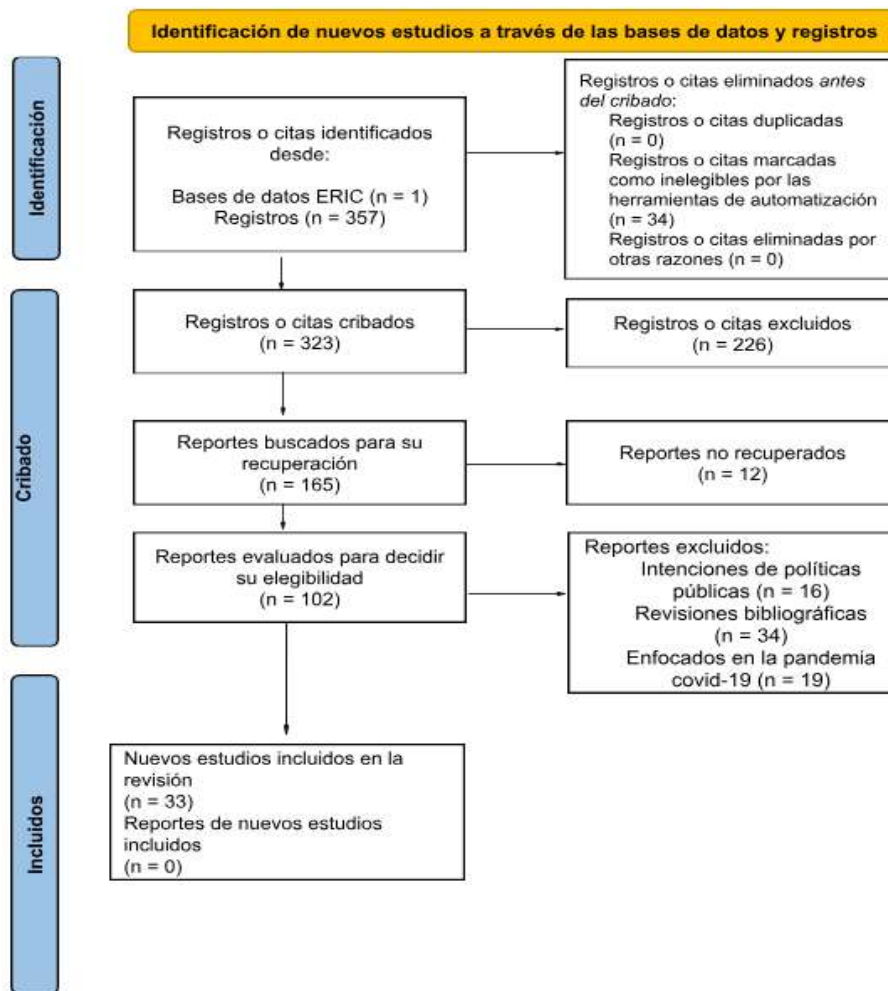 Identificación de nuevos estudios a través de las bases de datos y registros
Identificación
Registros o citas identificados
desde:
Bases de datos ERIC (n = 1)
Registros (n = 357)
Registros o citas eliminados antes
del cribado:
Registros o citas duplicadas
(n = 0)
Registros o citas marcadas
como inelegibles por las
herramientas de automatización
(n = 34)
Registros o citas eliminadas por
otras razones (n = 0)
Cribado
Registros o citas cribados
(n = 323)
Registros o citas excluidos
(n = 226)
Reportes buscados para su
recuperación
(n = 165)
Reportes no recuperados
(n = 12)
Reportes evaluados para decidir
su elegibilidad
(n = 102)
Reportes excluidos:
Intenciones de políticas
públicas (n = 16)
Revisiones bibliográficas
(n = 34)
Enfocados en la pandemia
covid-19 (n = 19)
Incluidos
Nuevos estudios incluidos en la
revisión
(n = 33)
Reportes de nuevos estudios
incluidos
(n = 0)